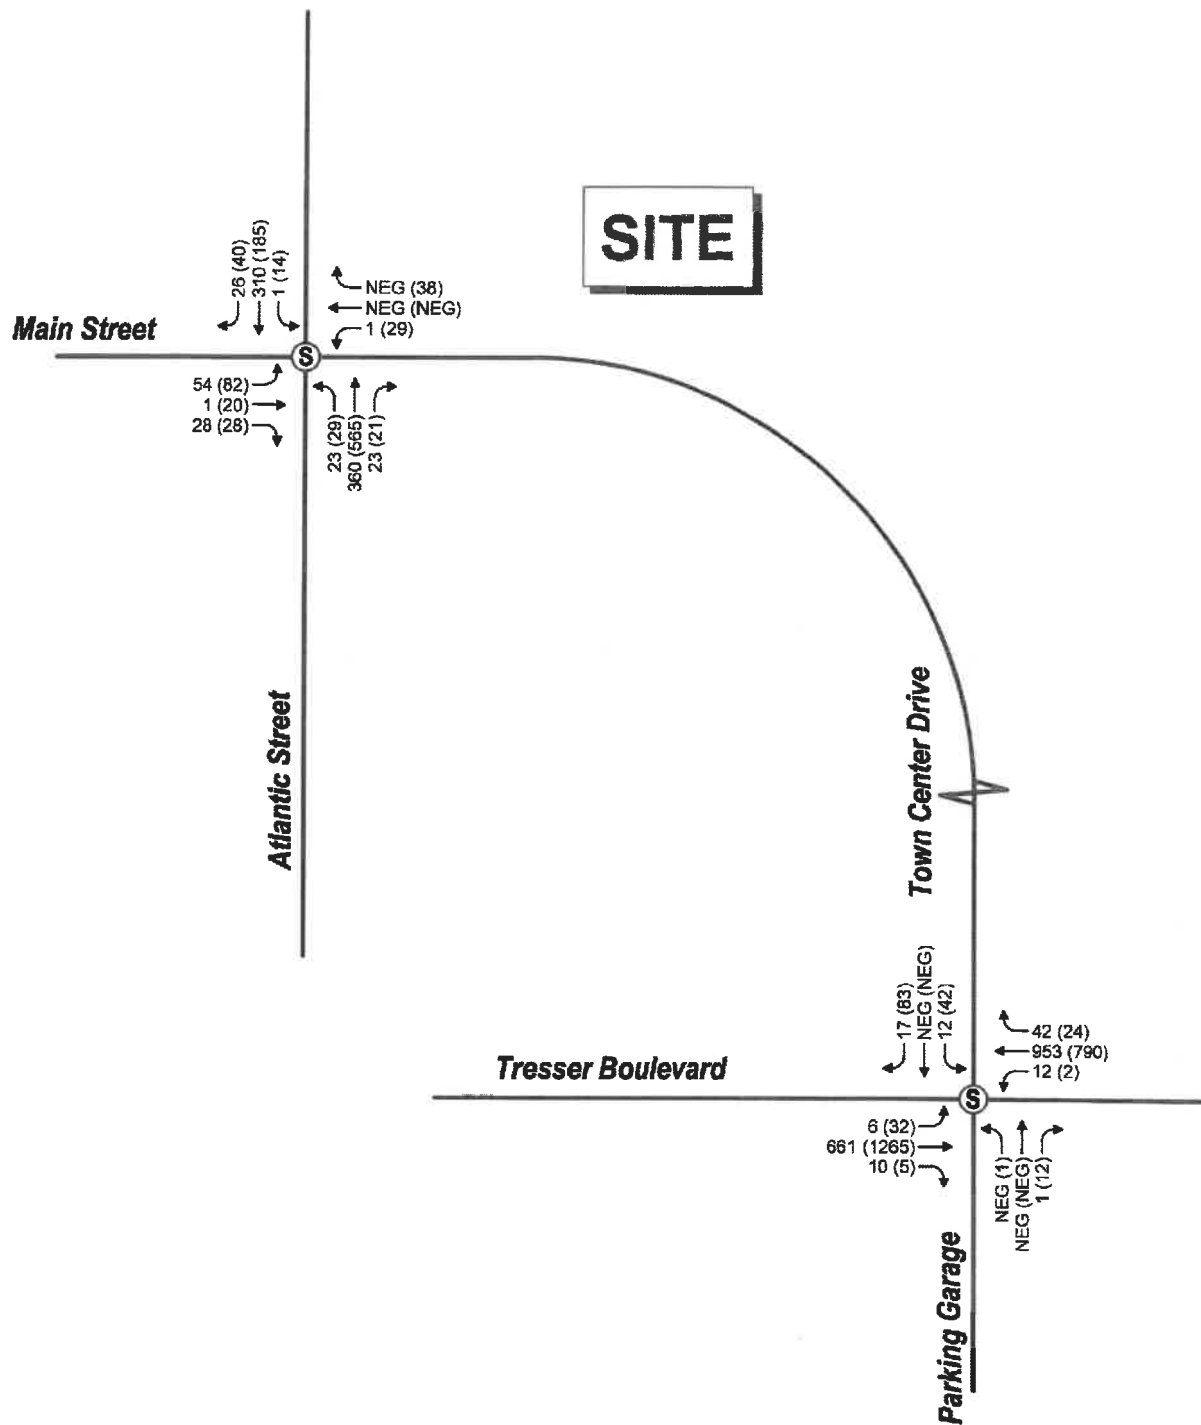 SITE
26 (40)
310 (185)
1 (14)
NEG (38)
NEG (NEG)
1 (29)
Main Street
S
54 (82)
1 (20)
28 (28)
23 (29)
360 (565)
23 (21)
Atlantic Street
Town Center Drive
17 (83)
NEG (NEG)
12 (42)
42 (24)
953 (790)
12 (2)
Tresser Boulevard
S
6 (32)
661 (1265)
10 (5)
NEG (1)
NEG (NEG)
1 (12)
Parking Garage